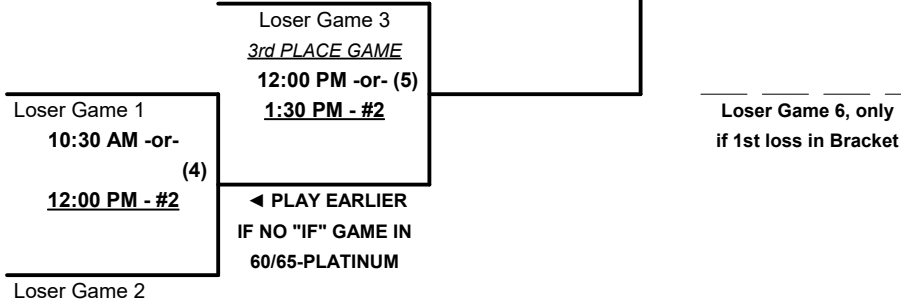 Loser Game 3
3rd PLACE GAME
12:00 PM -or- (5)
1:30 PM - #2
Loser Game 1
10:30 AM -or-
(4)
12:00 PM - #2
◄ PLAY EARLIER
IF NO "IF" GAME IN
60/65-PLATINUM
Loser Game 2
Loser Game 6, only
if 1st loss in Bracket